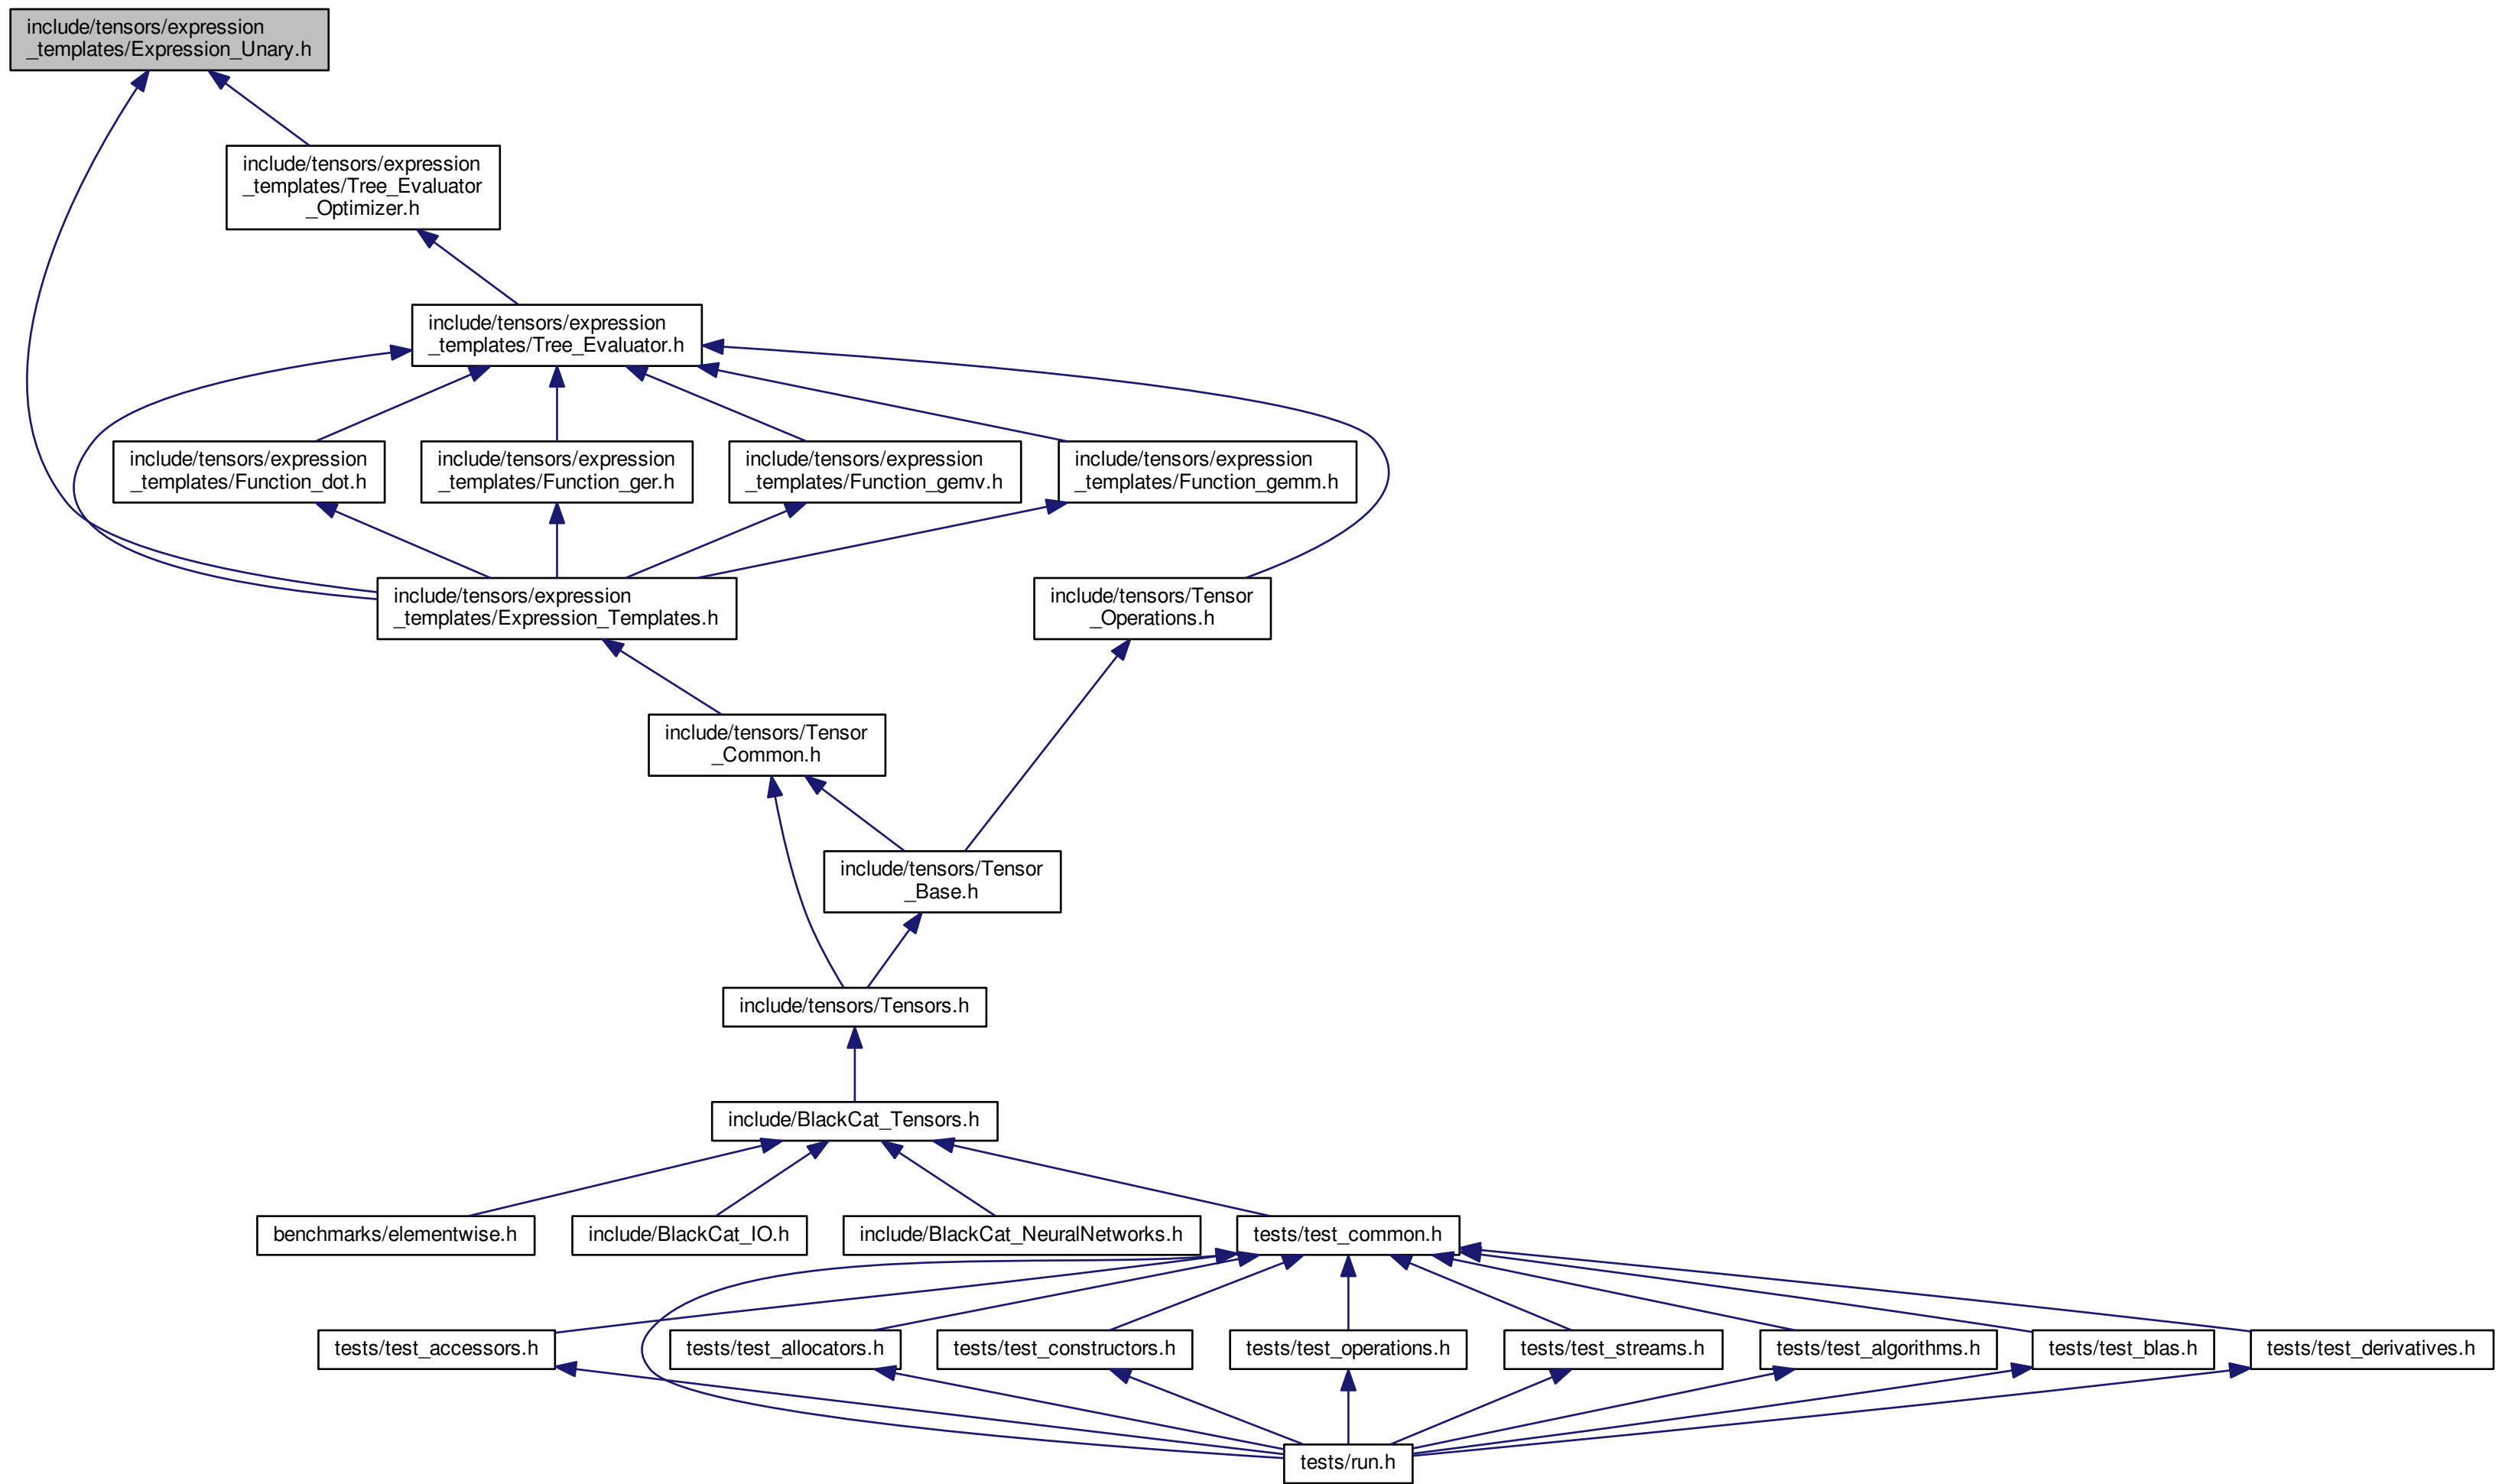 include/tensors/expression
_templates/Expression_Unary.h
include/tensors/expression
_templates/Tree_Evaluator
_Optimizer.h
include/tensors/expression
_templates/Tree_Evaluator.h
include/tensors/expression
_templates/Function_dot.h
include/tensors/expression
_templates/Function_ger.h
include/tensors/expression
_templates/Function_gemv.h
include/tensors/expression
_templates/Function_gemm.h
include/tensors/expression
_templates/Expression_Templates.h
include/tensors/Tensor
_Operations.h
include/tensors/Tensor
_Common.h
include/tensors/Tensor
_Base.h
include/tensors/Tensors.h
include/BlackCat_Tensors.h
benchmarks/elementwise.h
include/BlackCat_IO.h
include/BlackCat_NeuralNetworks.h
tests/test_common.h
tests/test_accessors.h
tests/test_allocators.h
tests/test_constructors.h
tests/test_operations.h
tests/test_streams.h
tests/test_algorithms.h
tests/test_blas.h
tests/test_derivatives.h
tests/run.h